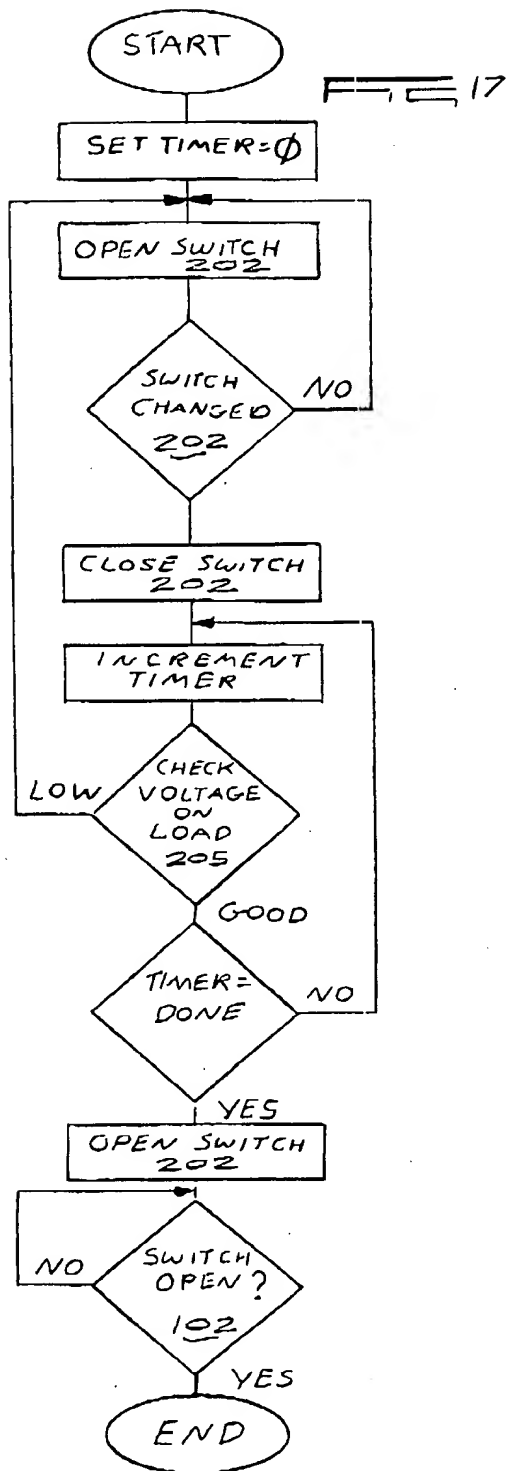 START
FIG 17
SET TIMER=Ø
OPEN SWITCH
202
SWITCH
CHANGED
202
NO
CLOSE SWITCH
202
INCREMENT
TIMER
CHECK
VOLTAGE
ON
LOAD
205
LOW
GOOD
TIMER=
DONE
NO
YES
OPEN SWITCH
202
SWITCH
OPEN?
102
NO
YES
END